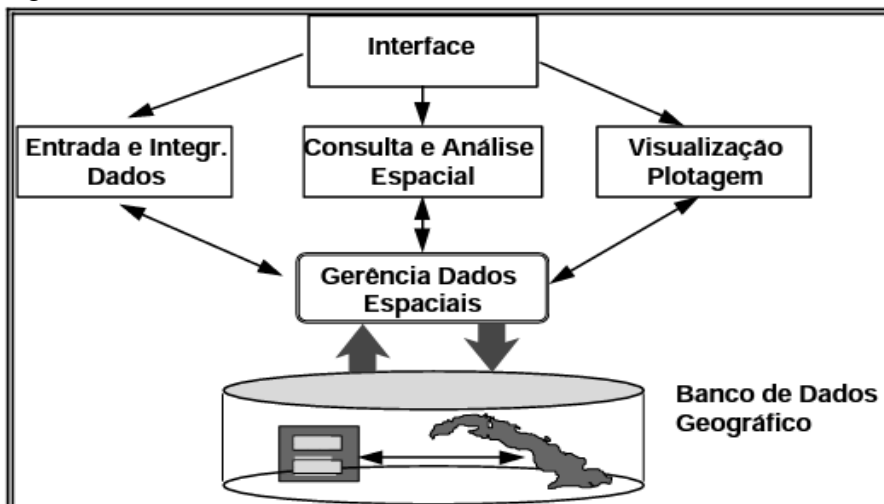 Interface
Entrada e Integr.
Dados
Consulta e Análise
Espacial
Visualização
Plotagem
Gerência Dados
Espaciais
Banco de Dados
Geográfico